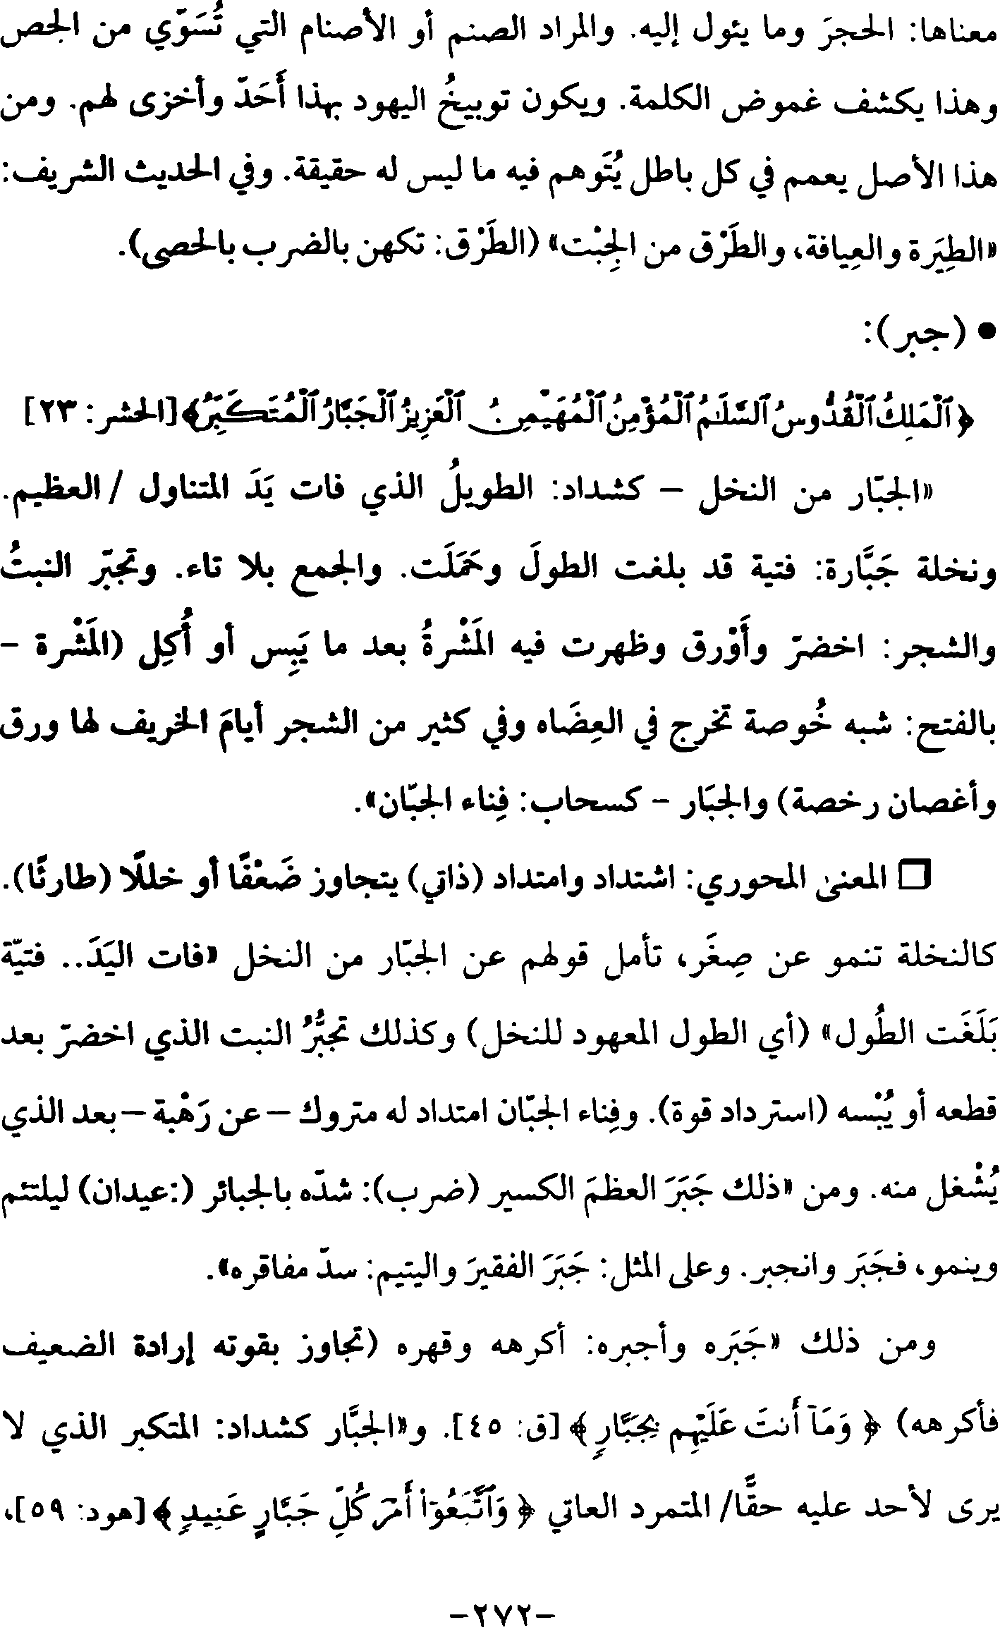 معناها: الحجرَ وما يئول إليه. والمراد الصنم أو الأصنام التي تُسَوّي من الجص
وهذا يكشف غموض الكلمة. ويكون توبيخُ اليهود بهذا أَحَدّ وأخزى لهم. ومن
هذا الأصل يعمم في كل باطل يُتَوهم فيه ما ليس له حقيقة. وفي الحديث الشريف:
«الطِيَرة والعِيافة، والطَرْق من الجِبْت» (الطَرْق: تكهن بالضرب بالحصى).
● (جبر):
﴿ٱلْمَلِكُ ٱلْقُدُّوسُ ٱلسَّلَٰمُ ٱلْمُؤْمِنُ ٱلْمُهَيْمِنُ ٱلْعَزِيزُ ٱلْجَبَّارُ ٱلْمُتَكَبِّرُ﴾ [الحشر: ٢٣]
«الجبّار من النخل – كشداد: الطويلُ الذي فات يَدَ المتناول / العظيم.
ونخلة جَبَّارة: فتية قد بلغت الطولَ وحَمَلَت. والجمع بلا تاء. وتجبّر النبتُ
والشجر: اخضرّ وأَوْرق وظهرت فيه المَشْرةُ بعد ما يَبِس أو أُكِل (المَشْرة –
بالفتح: شبه خُوصة تخرج في العِضَاه وفي كثير من الشجر أيامَ الخريف لها ورق
وأغصان رخصة) والجبَار – كسحاب: فِناء الجبّان».
❒ المعنى المحوري: اشتداد وامتداد (ذاتي) يتجاوز ضَعْفًا أو خللًا (طارئًا).
كالنخلة تنمو عن صِغَر، تأمل قولهم عن الجبّار من النخل «فات اليَدَ.. فتيّة
بَلَغَت الطُول» (أي الطول المعهود للنخل) وكذلك تجبُّرُ النبت الذي اخضرّ بعد
قطعه أو يُبْسه (استرداد قوة). وفِناء الجبّان امتداد له متروك – عن رَهْبة – بعد الذي
يُشْغل منه. ومن «ذلك جَبَرَ العظمَ الكسير (ضرب): شدّه بالجبائر (:عيدان) ليلتئم
وينمو، فجَبَر وانجبر. وعلى المثل: جَبَرَ الفقيرَ واليتيم: سدّ مفاقره».
ومن ذلك «جَبَره وأجبره: أكرهه وقهره (تجاوز بقوته إرادة الضعيف
فأكرهه) ﴿وَمَآ أَنتَ عَلَيْهِم بِجَبَّارٍ﴾ [ق: ٤٥]. و«الجبَّار كشداد: المتكبر الذي لا
يرى لأحد عليه حقًّا/ المتمرد العاتي ﴿وَٱتَّبَعُوٓا۟ أَمْرَ كُلِّ جَبَّارٍ عَنِيدٍ﴾ [هود: ٥٩]،
–٢٧٢–